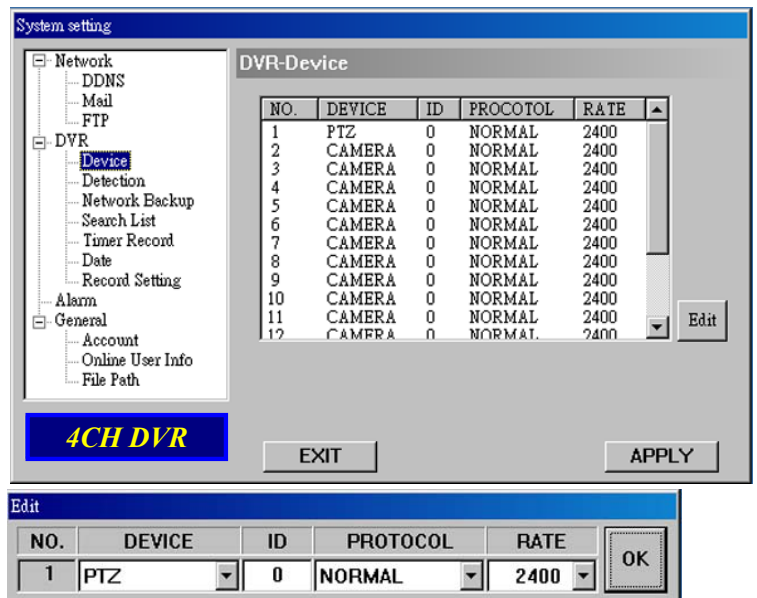 System setting
Network
DDNS
Mail
FTP
DVR
Device
Detection
Network Backup
Search List
Timer Record
Date
Record Setting
Alarm
General
Account
Online User Info
File Path
4CH DVR
DVR-Device
NO. DEVICE ID PROCOTOL RATE
1 PTZ 0 NORMAL 2400
2 CAMERA 0 NORMAL 2400
3 CAMERA 0 NORMAL 2400
4 CAMERA 0 NORMAL 2400
5 CAMERA 0 NORMAL 2400
6 CAMERA 0 NORMAL 2400
7 CAMERA 0 NORMAL 2400
8 CAMERA 0 NORMAL 2400
9 CAMERA 0 NORMAL 2400
10 CAMERA 0 NORMAL 2400
11 CAMERA 0 NORMAL 2400
12 CAMERA 0 NORMAL 2400
Edit
EXIT APPLY
Edit
NO. DEVICE ID PROTOCOL RATE
1 PTZ 0 NORMAL 2400
OK